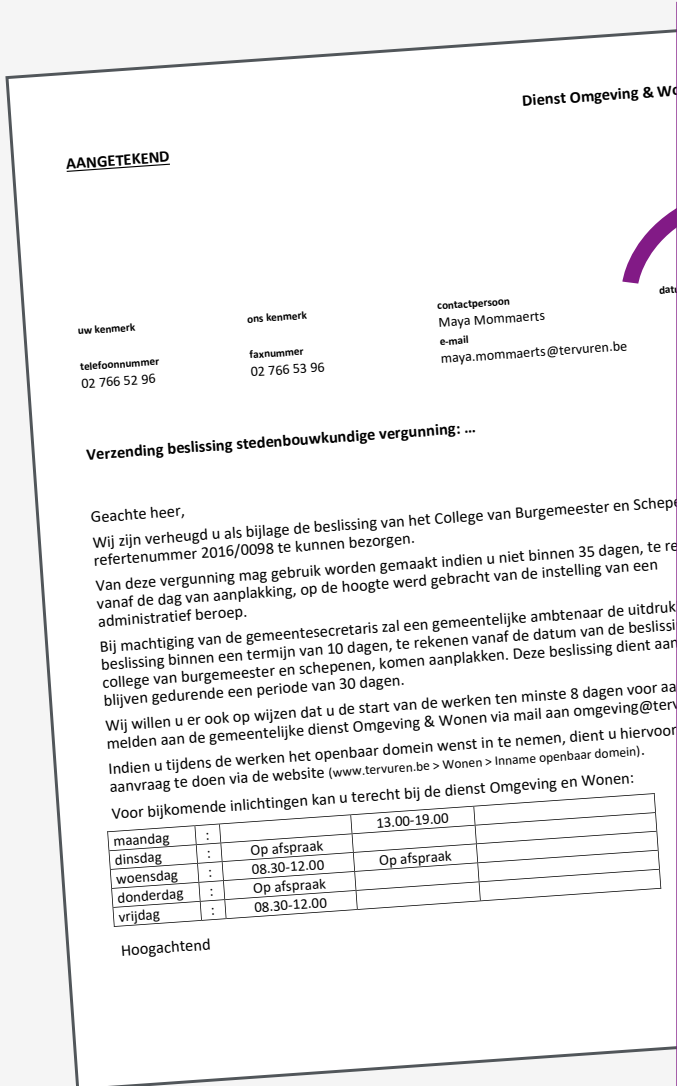 Dienst Omgeving & Wo
AANGETEKEND
uw kenmerk
ons kenmerk
contactpersoon
Maya Mommaerts
dat
telefoonnummer
02 766 52 96
faxnummer
02 766 53 96
e-mail
maya.mommaerts@tervuren.be
Verzending beslissing stedenbouwkundige vergunning: ...
Geachte heer,
Wij zijn verheugd u als bijlage de beslissing van het College van Burgemeester en Schepe
refertenummer 2016/0098 te kunnen bezorgen.
Van deze vergunning mag gebruik worden gemaakt indien u niet binnen 35 dagen, te re
vanaf de dag van aanplakking, op de hoogte werd gebracht van de instelling van een
administratief beroep.
Bij machtiging van de gemeentesecretaris zal een gemeentelijke ambtenaar de uitdruk
beslissing binnen een termijn van 10 dagen, te rekenen vanaf de datum van de beslissi
college van burgemeester en schepenen, komen aanplakken. Deze beslissing dient aan
blijven gedurende een periode van 30 dagen.
Wij willen u er ook op wijzen dat u de start van de werken ten minste 8 dagen voor aa
melden aan de gemeentelijke dienst Omgeving & Wonen via mail aan omgeving@terv
Indien u tijdens de werken het openbaar domein wenst in te nemen, dient u hiervoor
aanvraag te doen via de website (www.tervuren.be > Wonen > Inname openbaar domein).
Voor bijkomende inlichtingen kan u terecht bij de dienst Omgeving en Wonen:
maandag : 13.00-19.00
dinsdag : Op afspraak
woensdag : 08.30-12.00 Op afspraak
donderdag : Op afspraak
vrijdag : 08.30-12.00
Hoogachtend